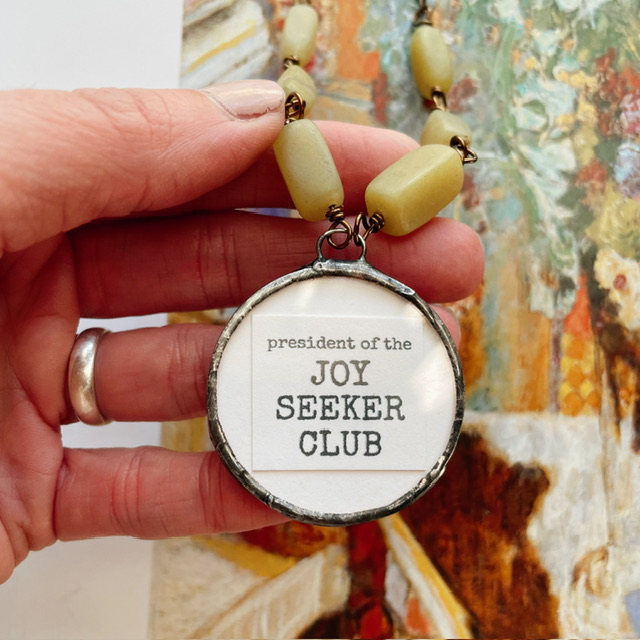 president of the
JOY
SEEKER
CLUB